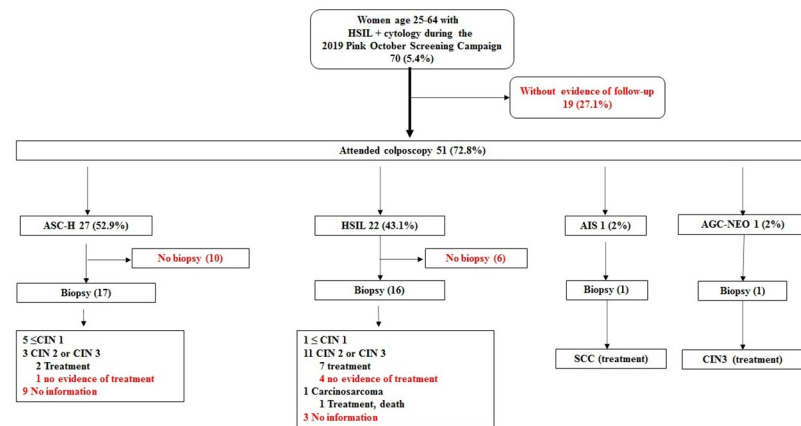 Women age 25-64 with
HSIL + cytology during the
2019 Pink October Screening Campaign
70 (5.4%)
Without evidence of follow-up
19 (27.1%)
Attended colposcopy 51 (72.8%)
ASC-H 27 (52.9%)
HSIL 22 (43.1%)
AIS 1 (2%)
AGC-NEO 1 (2%)
No biopsy (10)
No biopsy (6)
Biopsy (17)
Biopsy (16)
Biopsy (1)
Biopsy (1)
5 ≤CIN 1
3 CIN 2 or CIN 3
2 Treatment
1 no evidence of treatment
9 No information
1 ≤ CIN 1
11 CIN 2 or CIN 3
7 treatment
4 no evidence of treatment
1 Carcinosarcoma
1 Treatment, death
3 No information
SCC (treatment)
CIN3 (treatment)